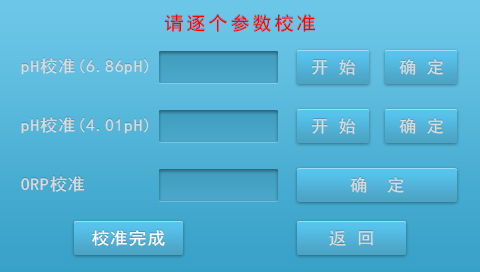 请逐个参数校准
pH校准(6.86pH) 开 始 确 定
pH校准(4.01pH) 开 始 确 定
ORP校准 确 定
校准完成 返 回